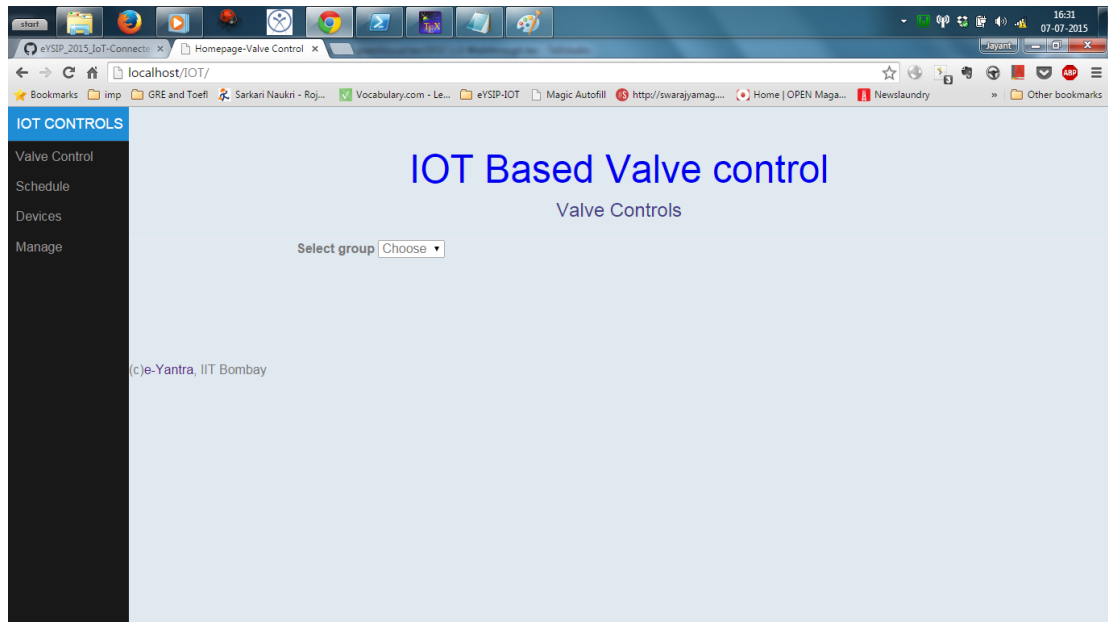 start
16:31
07-07-2015
eYSIP_2015_IoT-Connecte
Homepage-Valve Control
Jayant
localhost/IOT/
Bookmarks imp GRE and Toefl Sarkari Naukri - Roj... Vocabulary.com - Le... eYSIP-IOT Magic Autofill http://swarajyamag.... Home | OPEN Maga... Newslaundry » Other bookmarks
IOT CONTROLS
Valve Control
Schedule
Devices
Manage
IOT Based Valve control
Valve Controls
Select group Choose
(c)e-Yantra, IIT Bombay